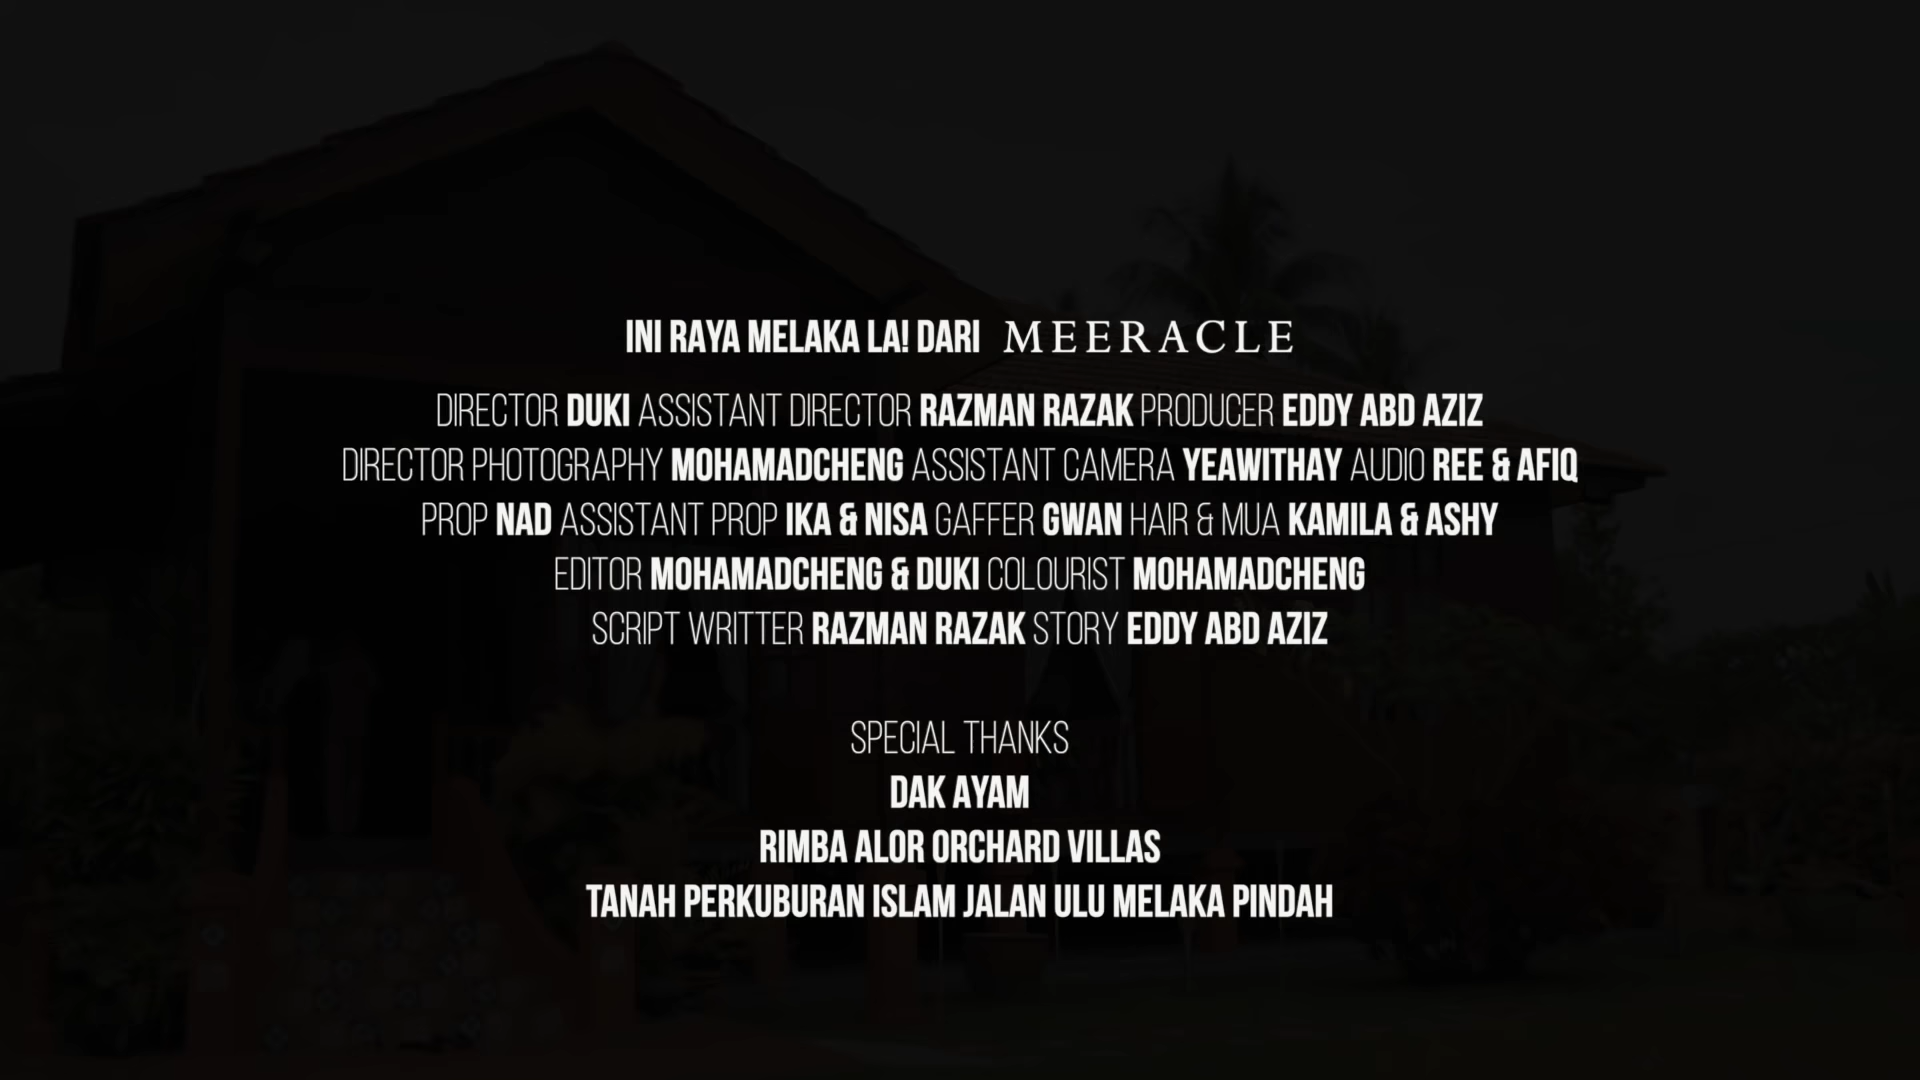 INI RAYA MELAKA LA! DARI MEERACLE
DIRECTOR DUKI ASSISTANT DIRECTOR RAZMAN RAZAK PRODUCER EDDY ABD AZIZ
DIRECTOR PHOTOGRAPHY MOHAMADCHENG ASSISTANT CAMERA YEAWITHAY AUDIO REE & AFIQ
PROP NAD ASSISTANT PROP IKA & NISA GAFFER GWAN HAIR & MUA KAMILA & ASHY
EDITOR MOHAMADCHENG & DUKI COLOURIST MOHAMADCHENG
SCRIPT WRITTER RAZMAN RAZAK STORY EDDY ABD AZIZ
SPECIAL THANKS
DAK AYAM
RIMBA ALOR ORCHARD VILLAS
TANAH PERKUBURAN ISLAM JALAN ULU MELAKA PINDAH